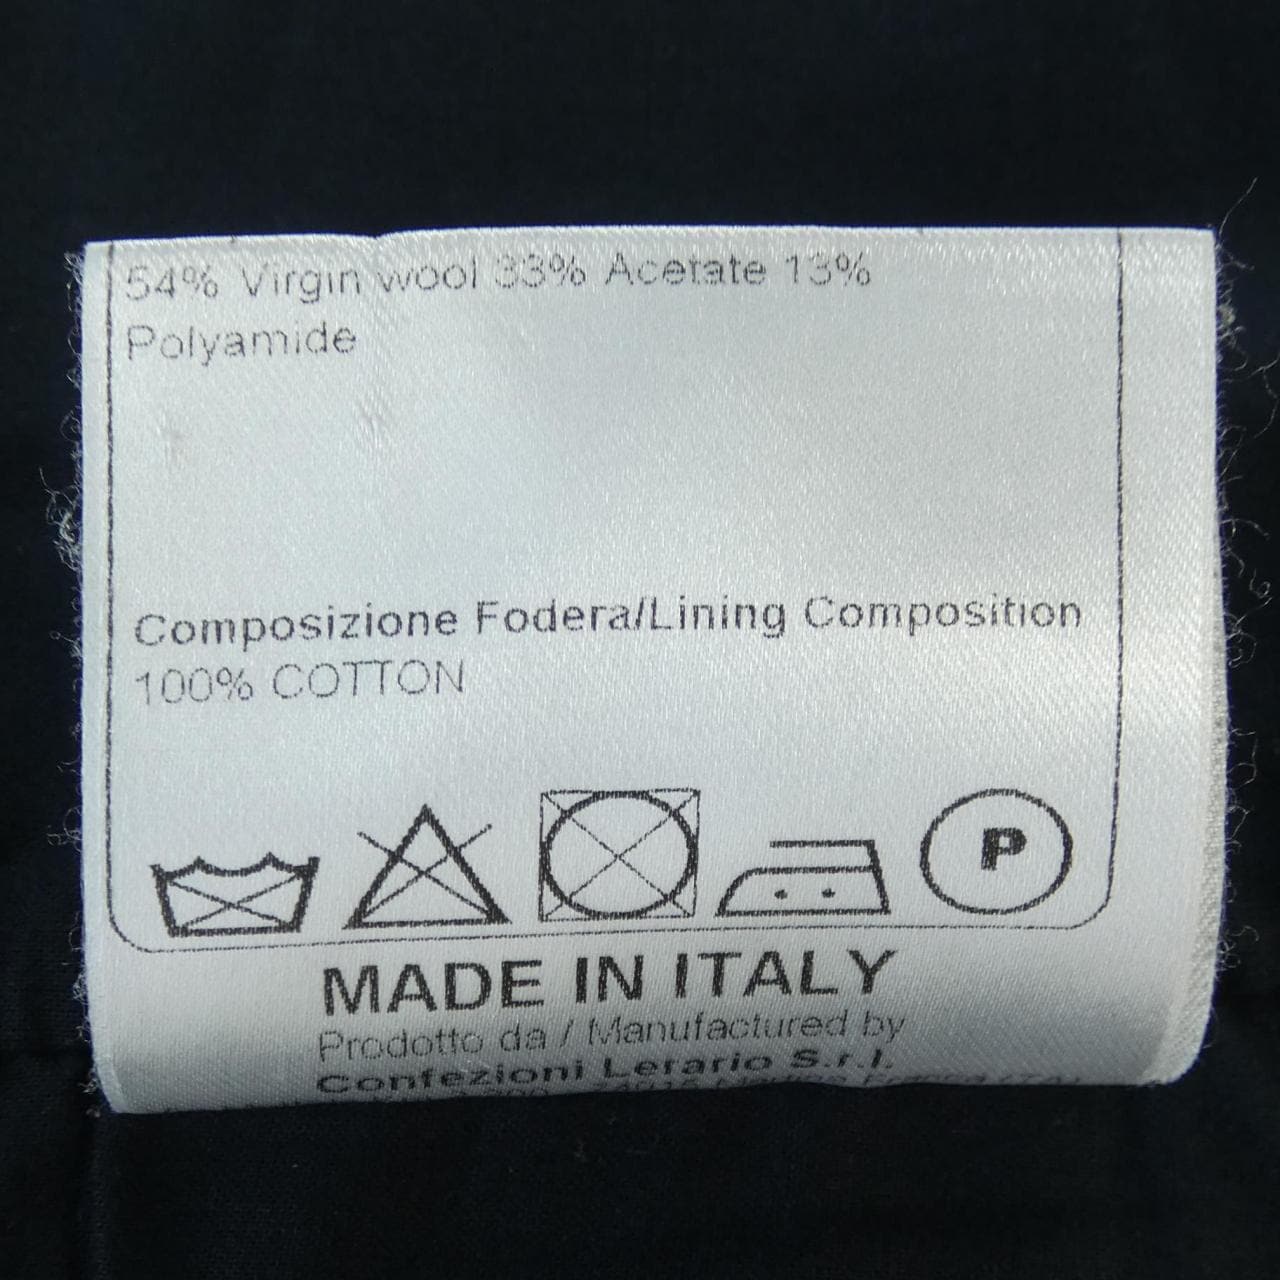 54% Virgin wool 33% Acetate 13%
Polyamide
Composizione Fodera/Lining Composition
100% COTTON
P
MADE IN ITALY
Prodotto da / Manufactured by
Confezioni Lerario S.r.l.